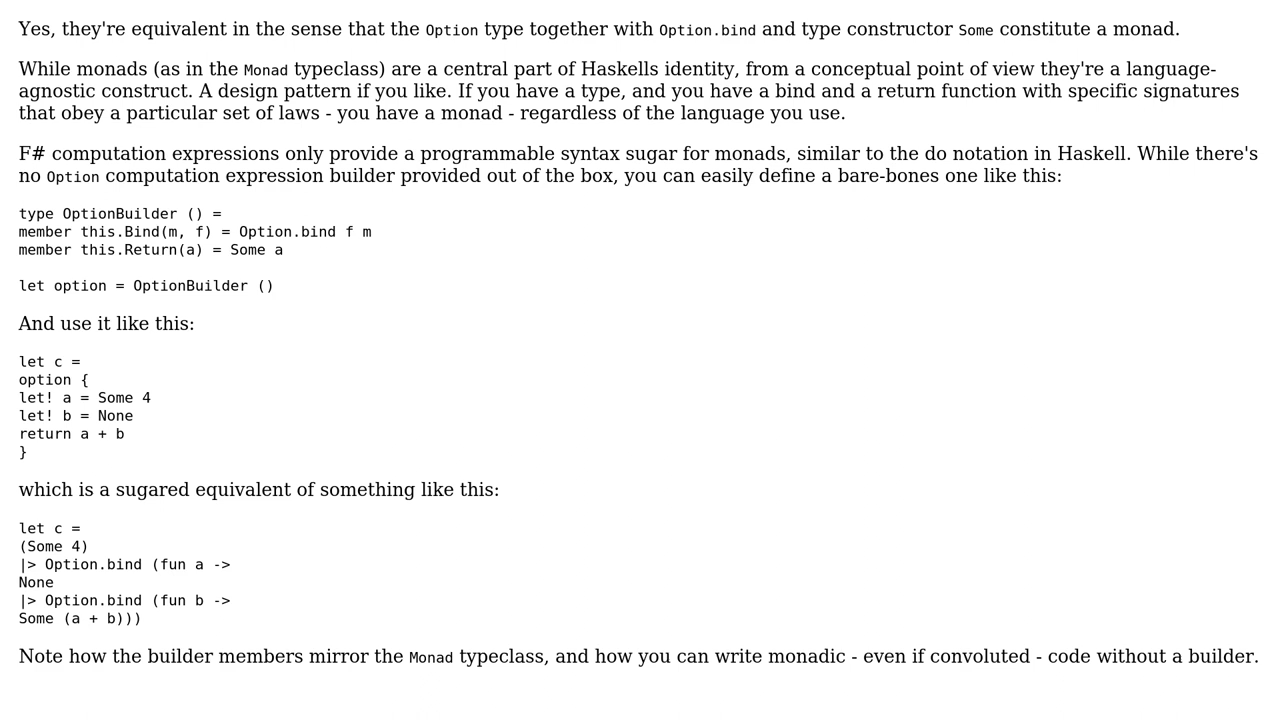 Yes, they're equivalent in the sense that the Option type together with Option.bind and type constructor Some constitute a monad.
While monads (as in the Monad typeclass) are a central part of Haskells identity, from a conceptual point of view they're a language-
agnostic construct. A design pattern if you like. If you have a type, and you have a bind and a return function with specific signatures
that obey a particular set of laws - you have a monad - regardless of the language you use.
F# computation expressions only provide a programmable syntax sugar for monads, similar to the do notation in Haskell. While there's
no Option computation expression builder provided out of the box, you can easily define a bare-bones one like this:
type OptionBuilder () =
member this.Bind(m, f) = Option.bind f m
member this.Return(a) = Some a
let option = OptionBuilder ()
And use it like this:
let c =
option {
let! a = Some 4
let! b = None
return a + b
}
which is a sugared equivalent of something like this:
let c =
(Some 4)
|> Option.bind (fun a ->
None
|> Option.bind (fun b ->
Some (a + b)))
Note how the builder members mirror the Monad typeclass, and how you can write monadic - even if convoluted - code without a builder.